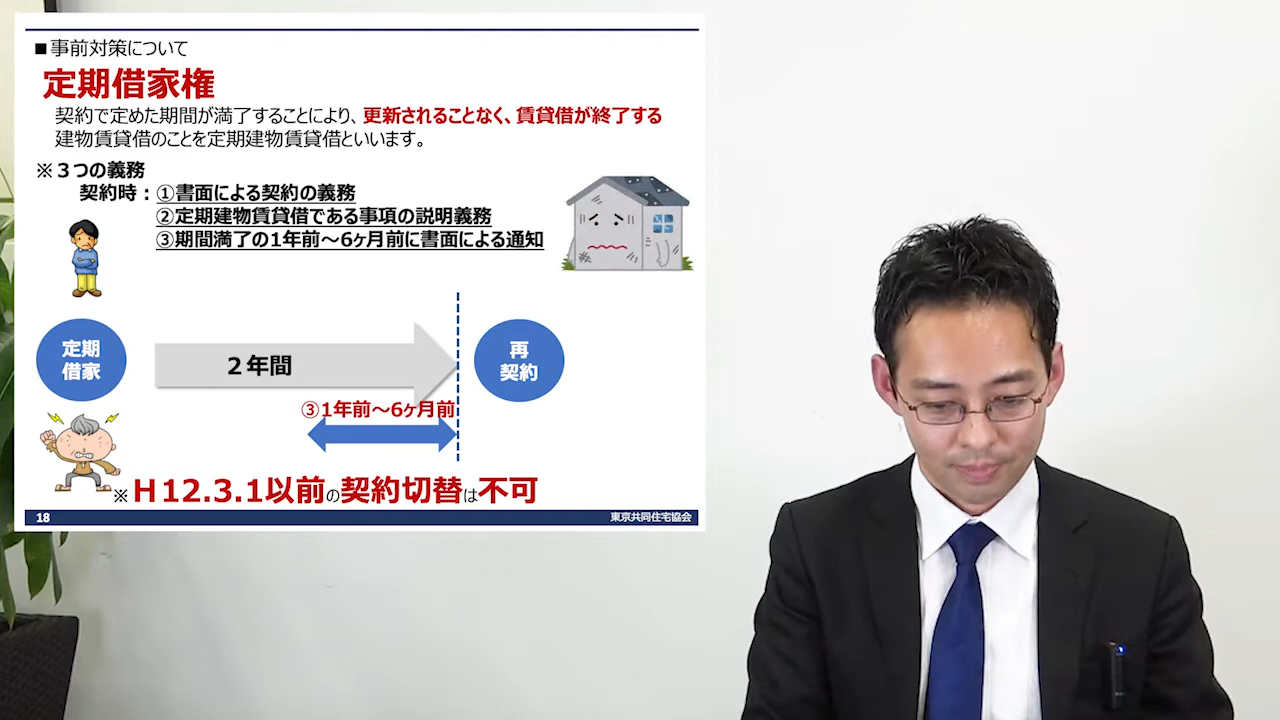 ■事前対策について
定期借家権
契約で定めた期間が満了することにより、更新されることなく、賃貸借が終了する
建物賃貸借のことを定期建物賃貸借といいます。
※３つの義務
契約時：①書面による契約の義務
②定期建物賃貸借である事項の説明義務
③期間満了の1年前～6ヶ月前に書面による通知
定期
借家
２年間
再
契約
③1年前～6ヶ月前
※Ｈ12.3.1以前の契約切替は不可
18
東京共同住宅協会